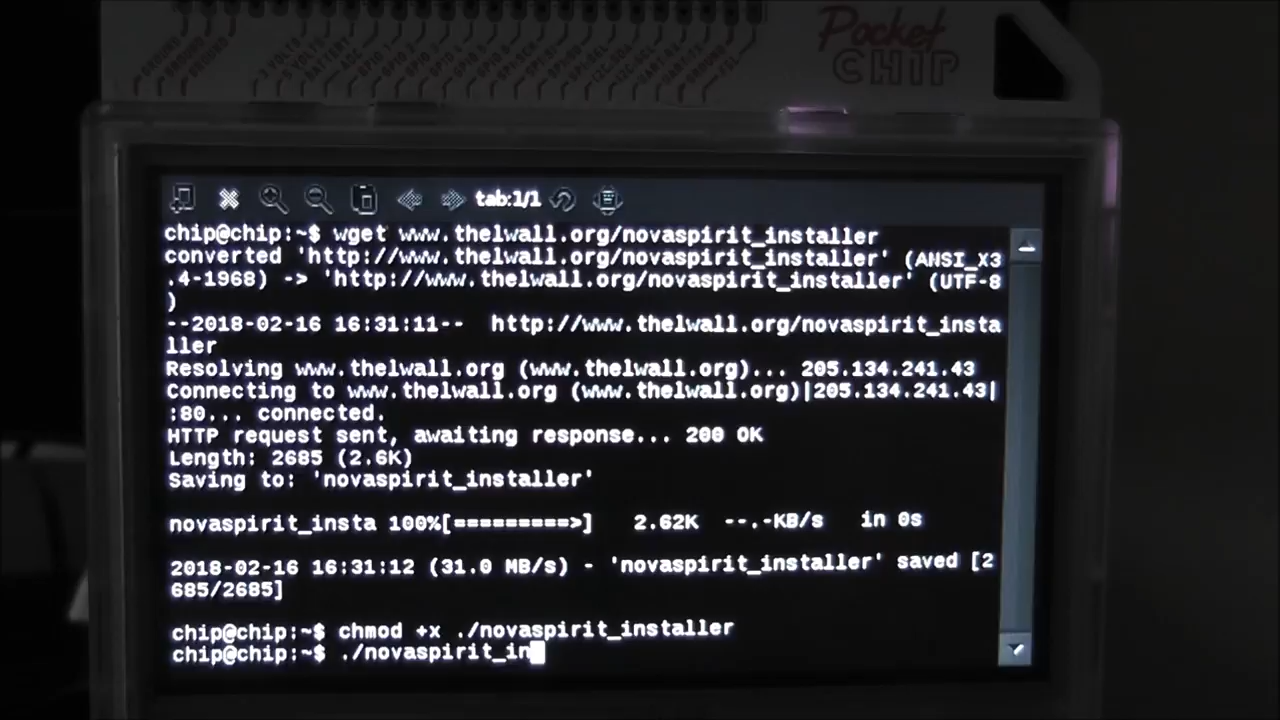 Pocket
CHIP
tab:1/1
chip@chip:~$ wget www.thelwall.org/novaspirit_installer
converted 'http://www.thelwall.org/novaspirit_installer' (ANSI_X3
.4-1968) -> 'http://www.thelwall.org/novaspirit_installer' (UTF-8
)
--2018-02-16 16:31:11--  http://www.thelwall.org/novaspirit_insta
ller
Resolving www.thelwall.org (www.thelwall.org)... 205.134.241.43
Connecting to www.thelwall.org (www.thelwall.org)|205.134.241.43|
:80... connected.
HTTP request sent, awaiting response... 200 OK
Length: 2685 (2.6K)
Saving to: 'novaspirit_installer'
novaspirit_insta 100%[=========>]   2.62K  --.-KB/s   in 0s
2018-02-16 16:31:12 (31.0 MB/s) - 'novaspirit_installer' saved [2
685/2685]
chip@chip:~$ chmod +x ./novaspirit_installer
chip@chip:~$ ./novaspirit_in